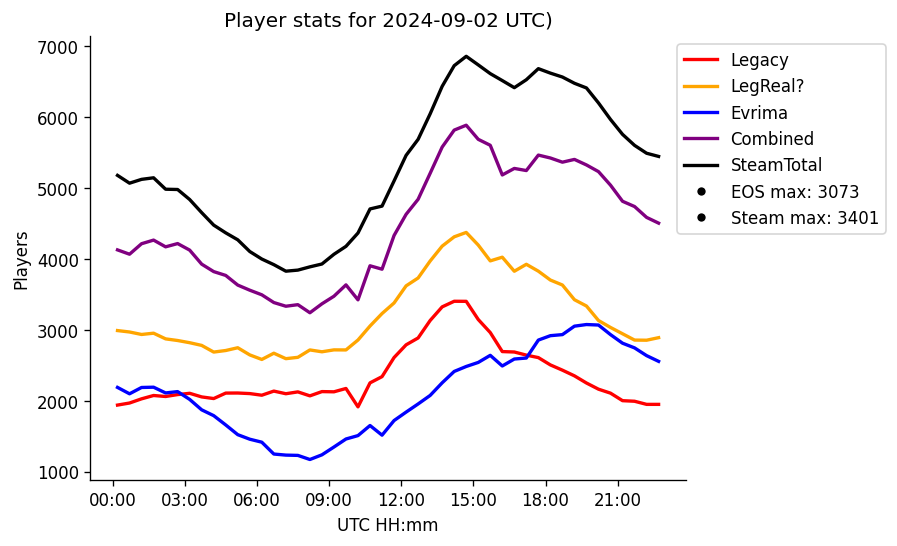 Player stats for 2024-09-02 UTC)
7000
6000
5000
4000
3000
2000
1000
Players
00:00 03:00 06:00 09:00 12:00 15:00 18:00 21:00
UTC HH:mm
Legacy
LegReal?
Evrima
Combined
SteamTotal
EOS max: 3073
Steam max: 3401